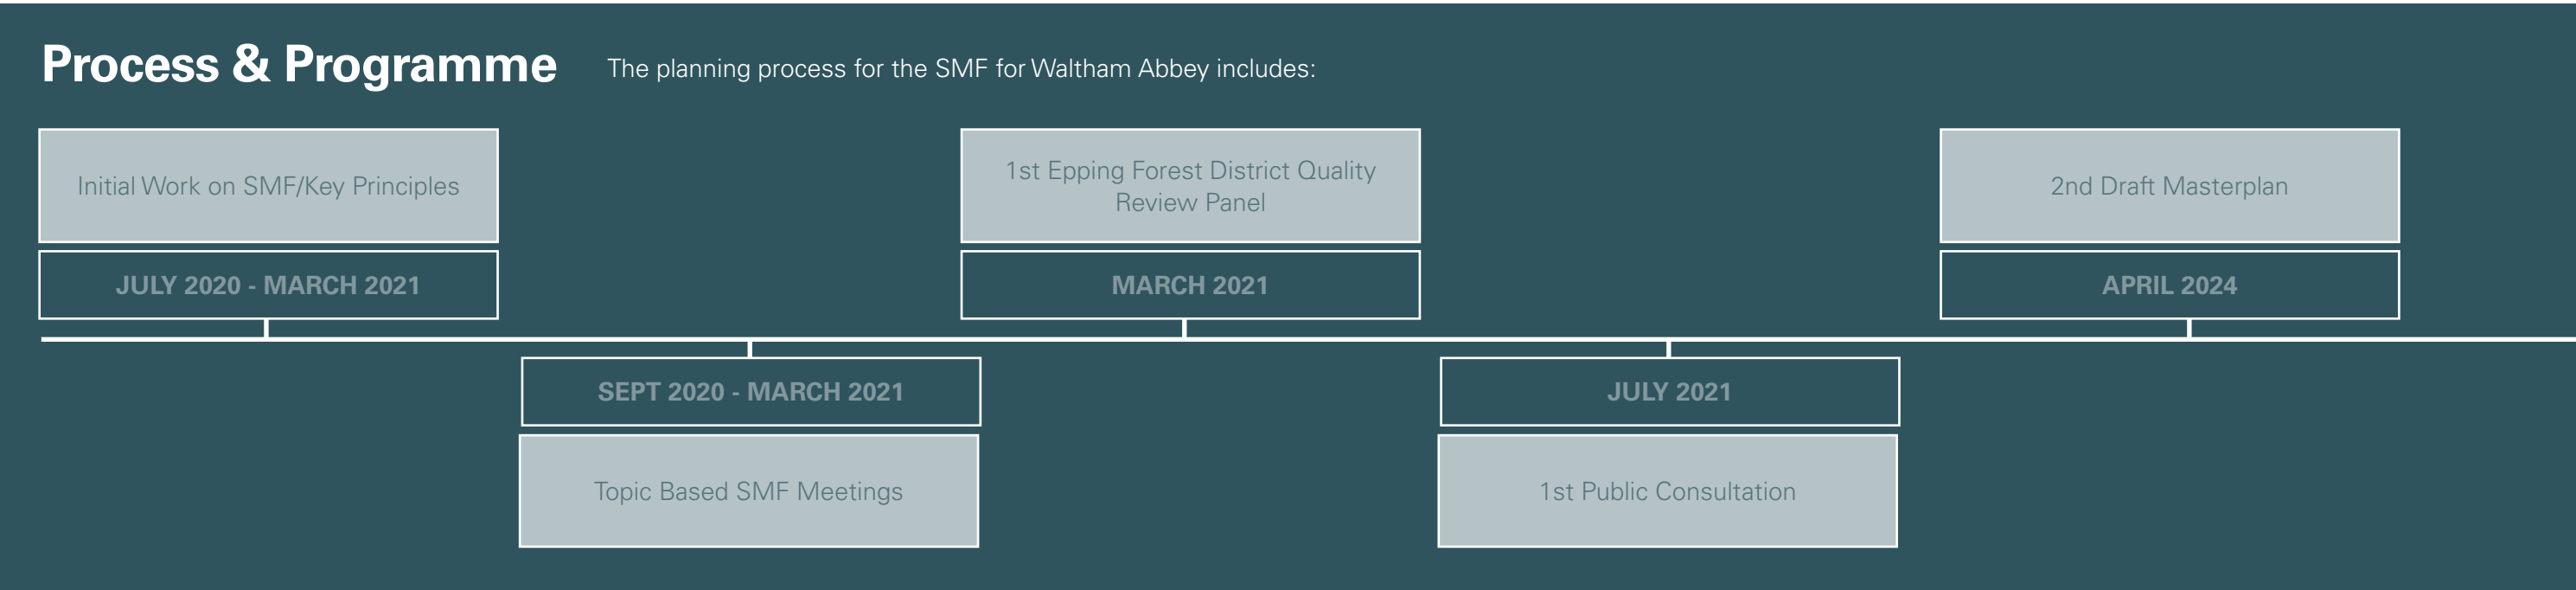 Process & Programme
The planning process for the SMF for Waltham Abbey includes:
Initial Work on SMF/Key Principles
JULY 2020 - MARCH 2021
SEPT 2020 - MARCH 2021
Topic Based SMF Meetings
1st Epping Forest District Quality
Review Panel
MARCH 2021
JULY 2021
1st Public Consultation
2nd Draft Masterplan
APRIL 2024